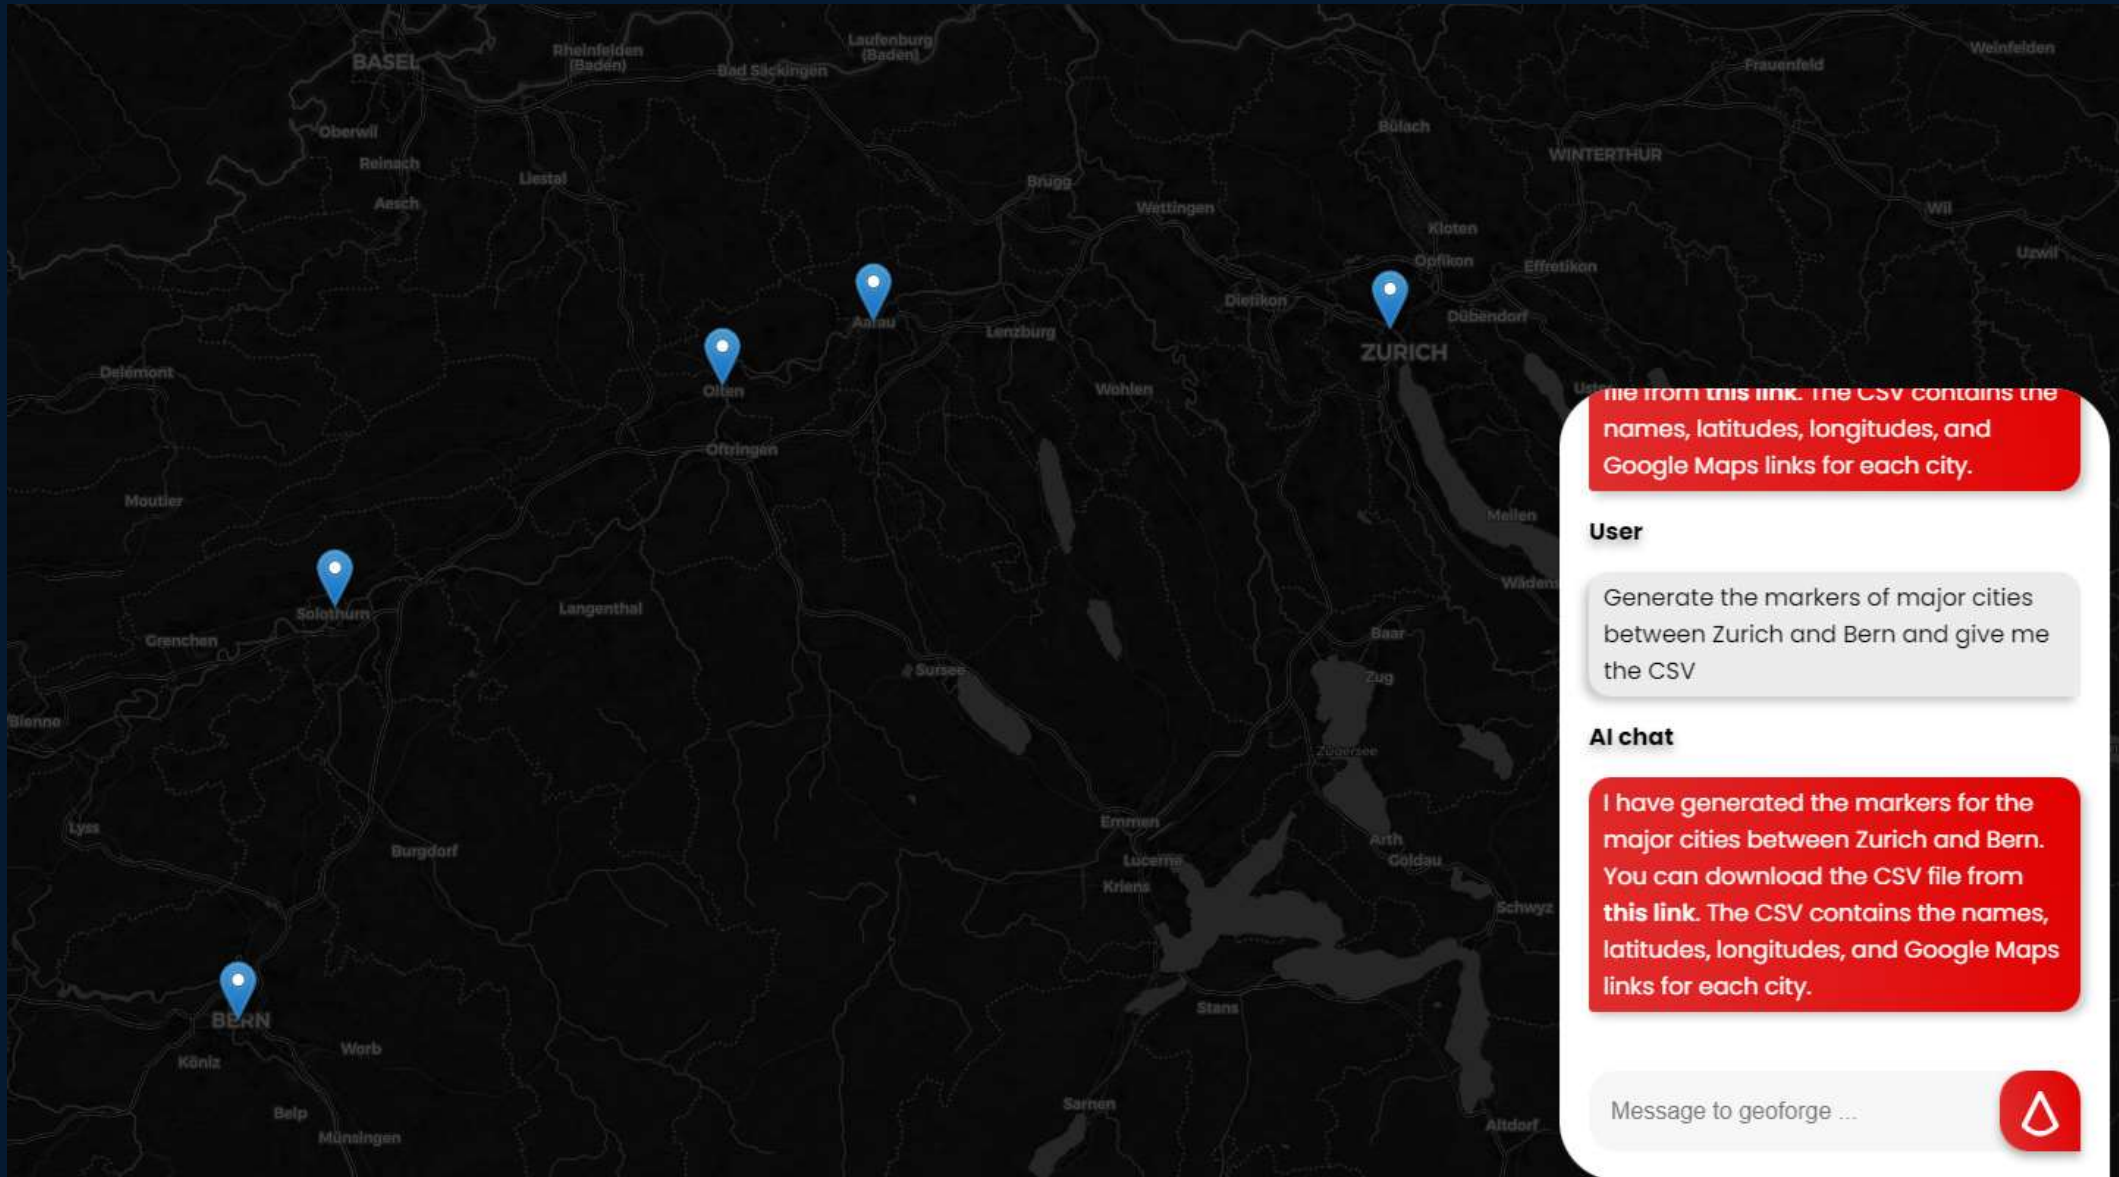 BASEL
Rheinfelden
(Baden)
Laufenburg
(Baden)
Bad Säckingen
Weinfelden
Frauenfeld
Oberwil
Bülach
Reinach
WINTERTHUR
Liestal
Brugg
Aesch
Wettingen
Wil
Kloten
Uzwil
Opfikon
Effretikon
Dietikon
Dübendorf
Aarau
Lenzburg
ZURICH
Delémont
Olten
Wohlen
Oftringen
Moutier
Meilen
Solothurn
Langenthal
Grenchen
Baar
Sursee
Zug
Bienne
Zugersee
Lyss
Emmen
Arth
Burgdorf
Lucerne
Goldau
Kriens
Schwyz
Stans
BERN
Worb
Köniz
Sarnen
Belp
Altdorf
Münsingen
file from this link. The CSV contains the
names, latitudes, longitudes, and
Google Maps links for each city.
User
Generate the markers of major cities
between Zurich and Bern and give me
the CSV
AI chat
I have generated the markers for the
major cities between Zurich and Bern.
You can download the CSV file from
this link. The CSV contains the names,
latitudes, longitudes, and Google Maps
links for each city.
Message to geoforge ...